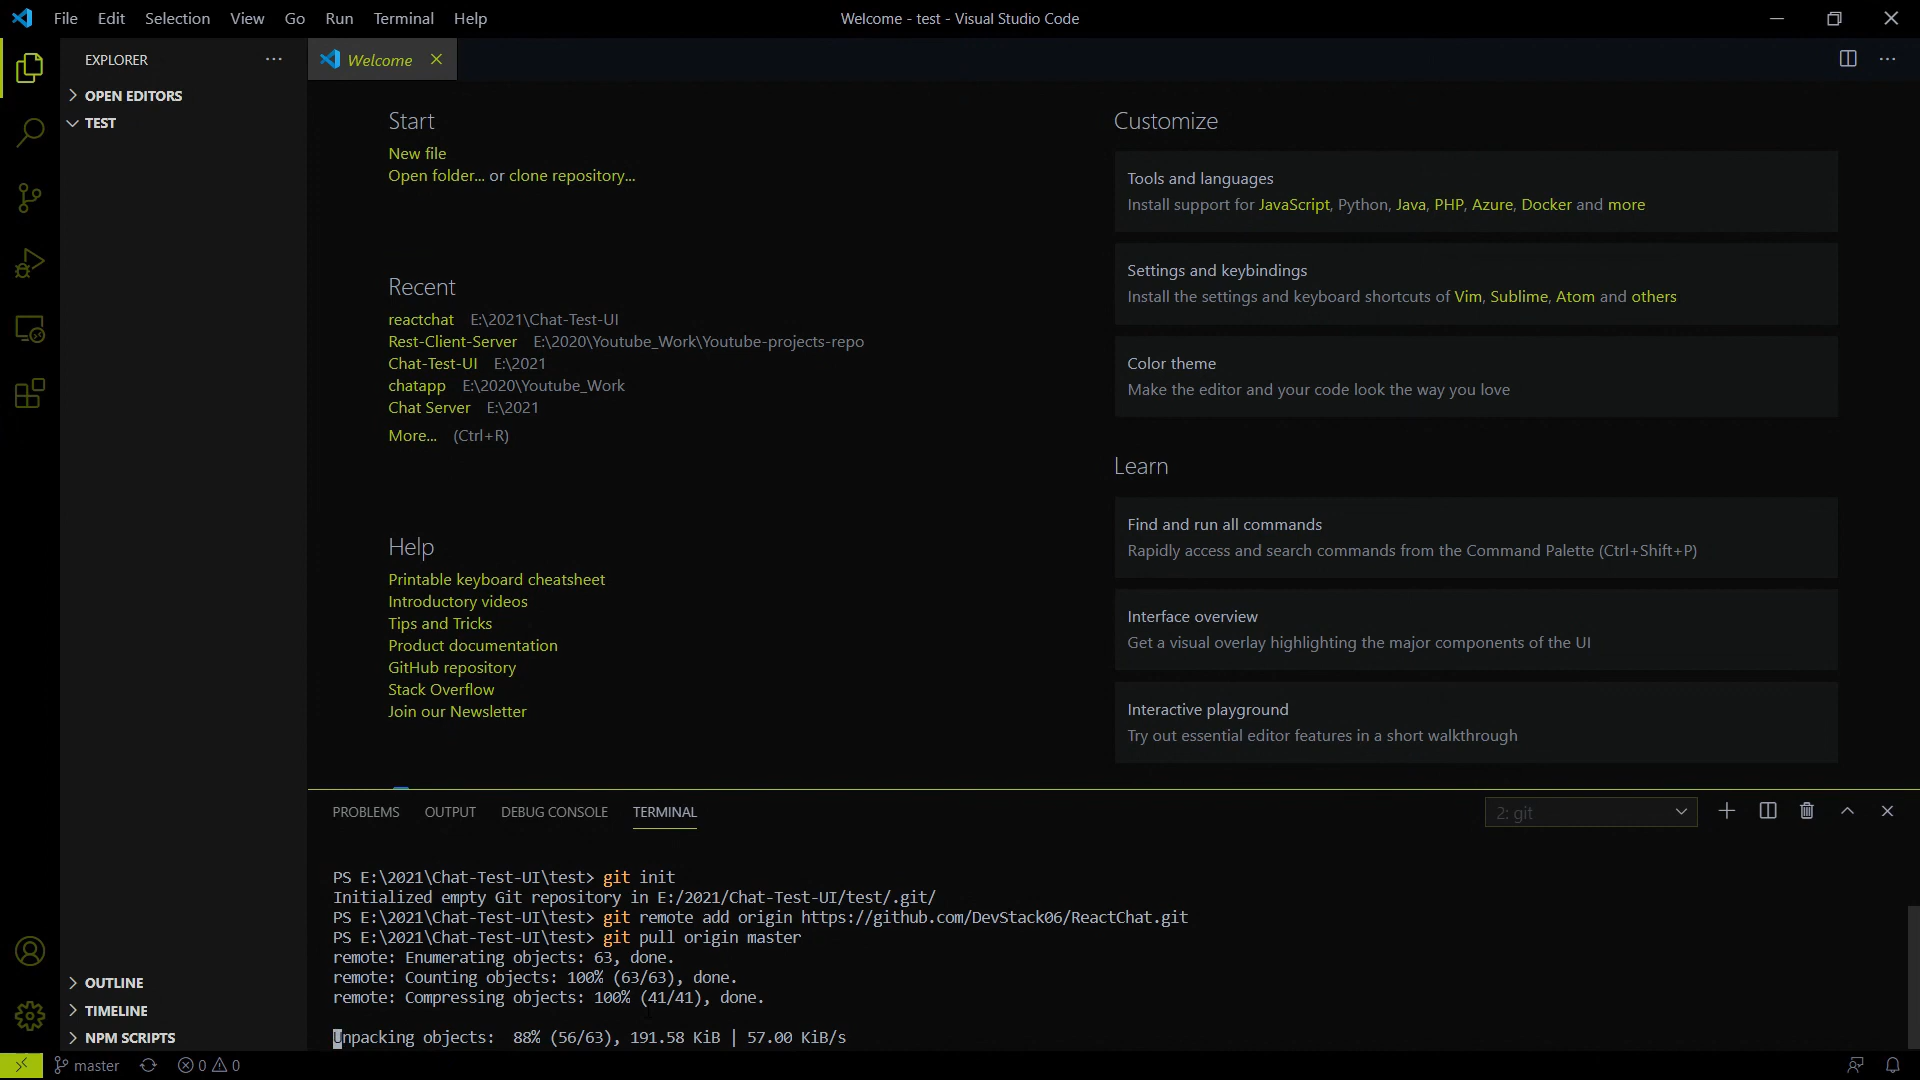 File Edit Selection View Go Run Terminal Help
Welcome - test - Visual Studio Code
EXPLORER
OPEN EDITORS
TEST
Welcome
Start
New file
Open folder... or clone repository...
Recent
reactchat E:\2021\Chat-Test-UI
Rest-Client-Server E:\2020\Youtube_Work\Youtube-projects-repo
Chat-Test-UI E:\2021
chatapp E:\2020\Youtube_Work
Chat Server E:\2021
More... (Ctrl+R)
Help
Printable keyboard cheatsheet
Introductory videos
Tips and Tricks
Product documentation
GitHub repository
Stack Overflow
Join our Newsletter
Customize
Tools and languages
Install support for JavaScript, Python, Java, PHP, Azure, Docker and more
Settings and keybindings
Install the settings and keyboard shortcuts of Vim, Sublime, Atom and others
Color theme
Make the editor and your code look the way you love
Learn
Find and run all commands
Rapidly access and search commands from the Command Palette (Ctrl+Shift+P)
Interface overview
Get a visual overlay highlighting the major components of the UI
Interactive playground
Try out essential editor features in a short walkthrough
PROBLEMS OUTPUT DEBUG CONSOLE TERMINAL
2: git
PS E:\2021\Chat-Test-UI\test> git init
Initialized empty Git repository in E:/2021/Chat-Test-UI/test/.git/
PS E:\2021\Chat-Test-UI\test> git remote add origin https://github.com/DevStack06/ReactChat.git
PS E:\2021\Chat-Test-UI\test> git pull origin master
remote: Enumerating objects: 63, done.
remote: Counting objects: 100% (63/63), done.
remote: Compressing objects: 100% (41/41), done.
Unpacking objects: 88% (56/63), 191.58 KiB | 57.00 KiB/s
OUTLINE
TIMELINE
NPM SCRIPTS
master 0 0